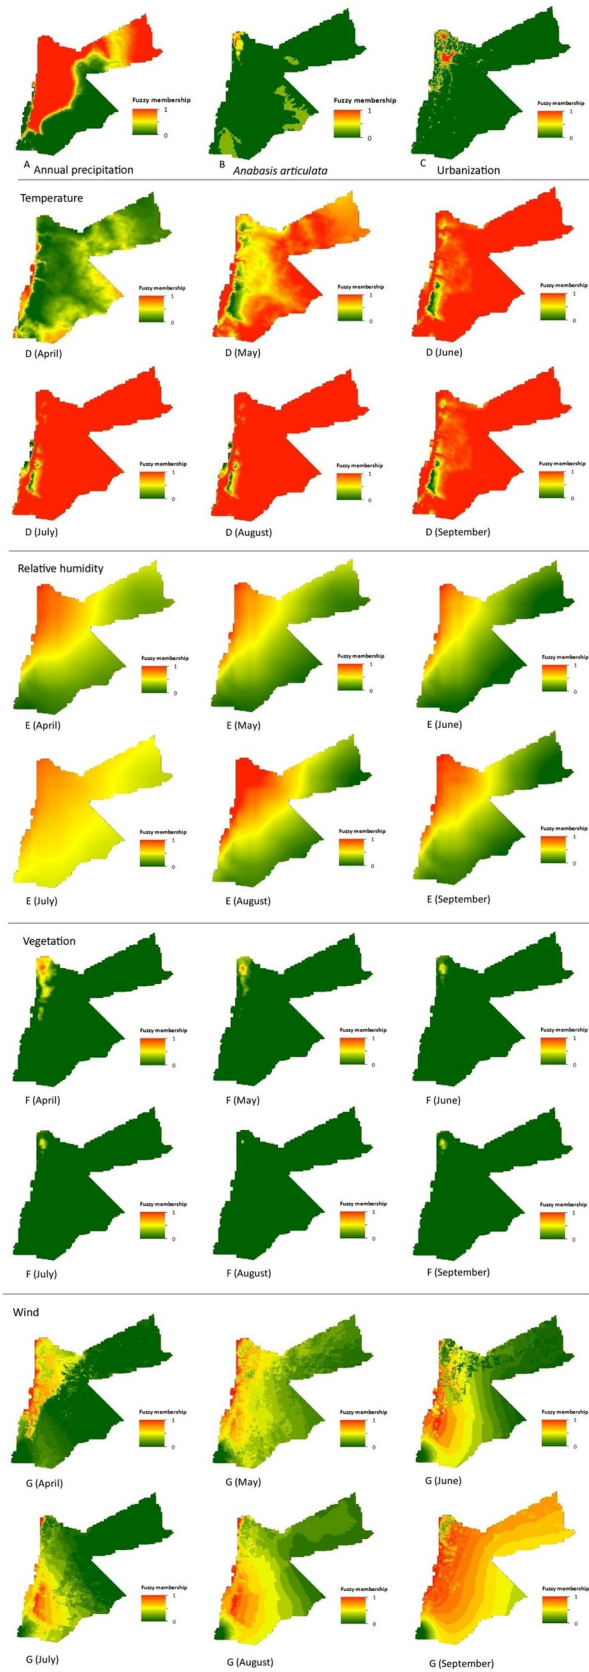 Fuzzy membership
1
0
A
Annual precipitation
Fuzzy membership
1
0
B
Anabasis articulata
Fuzzy membership
1
0
C
Urbanization
Temperature
Fuzzy membership
1
0
D (April)
Fuzzy membership
1
0
D (May)
Fuzzy membership
1
0
D (June)
Fuzzy membership
1
0
D (July)
Fuzzy membership
1
0
D (August)
Fuzzy membership
1
0
D (September)
Relative humidity
Fuzzy membership
1
0
E (April)
Fuzzy membership
1
0
E (May)
Fuzzy membership
1
0
E (June)
Fuzzy membership
1
0
E (July)
Fuzzy membership
1
0
E (August)
Fuzzy membership
1
0
E (September)
Vegetation
Fuzzy membership
1
0
F (April)
Fuzzy membership
1
0
F (May)
Fuzzy membership
1
0
F (June)
Fuzzy membership
1
0
F (July)
Fuzzy membership
1
0
F (August)
Fuzzy membership
1
0
F (September)
Wind
Fuzzy membership
1
0
G (April)
Fuzzy membership
1
0
G (May)
Fuzzy membership
1
0
G (June)
Fuzzy membership
1
0
G (July)
Fuzzy membership
1
0
G (August)
Fuzzy membership
1
0
G (September)